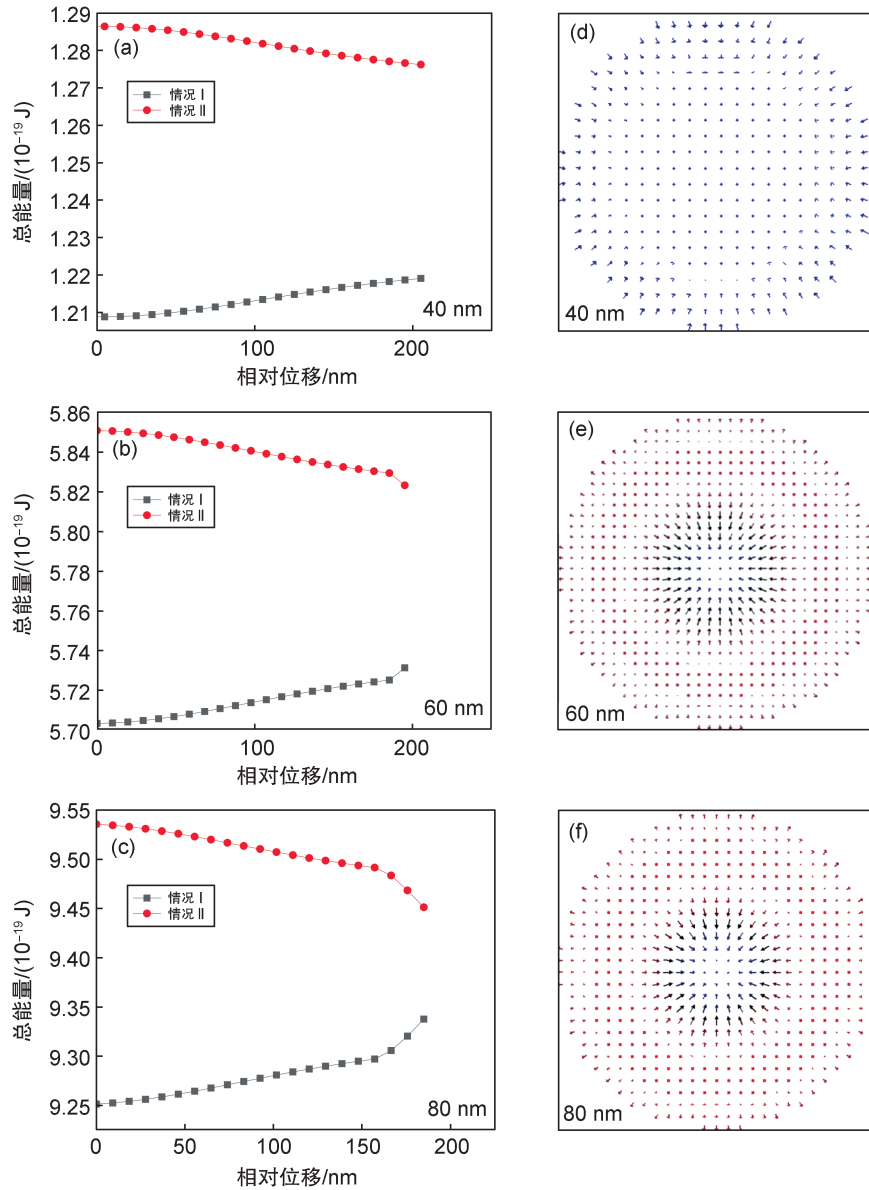 1.29
1.28
1.27
1.26
1.25
1.24
1.23
1.22
1.21
总能量/(10⁻¹⁹ J)
(a)
情况 Ⅰ
情况 Ⅱ
40 nm
0
100
200
相对位移/nm
(d)
40 nm
5.86
5.84
5.82
5.80
5.78
5.76
5.74
5.72
5.70
总能量/(10⁻¹⁹ J)
(b)
情况 Ⅰ
情况 Ⅱ
60 nm
0
100
200
相对位移/nm
(e)
60 nm
9.55
9.50
9.45
9.40
9.35
9.30
9.25
总能量/(10⁻¹⁹ J)
(c)
情况 Ⅰ
情况 Ⅱ
80 nm
0
50
100
150
200
相对位移/nm
(f)
80 nm